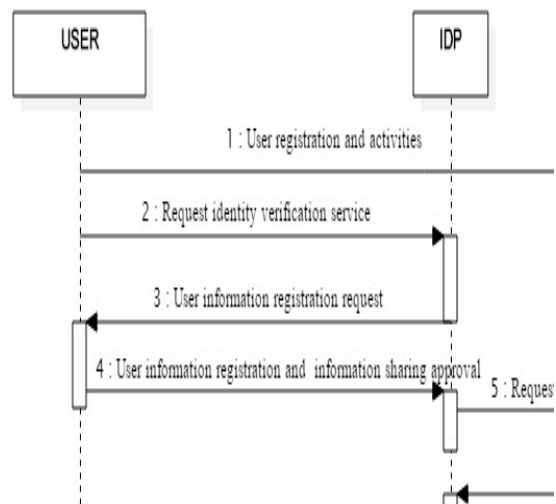 USER
IDP
1 : User registration and activities
2 : Request identity verification service
3 : User information registration request
4 : User information registration and information sharing approval
5 : Request